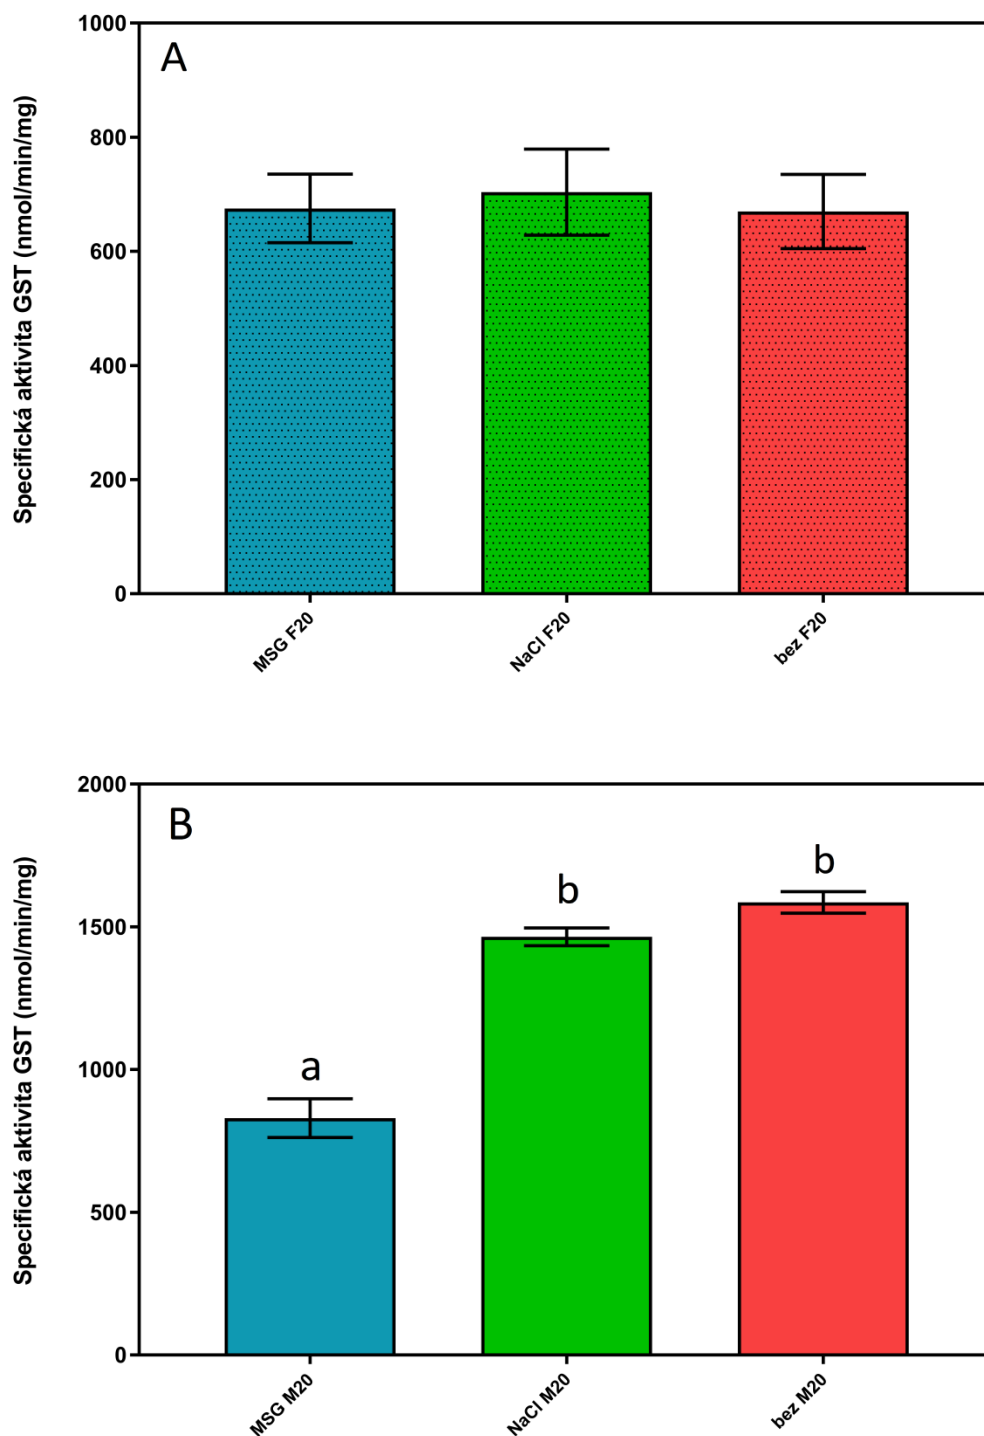 A
Specifická aktivita GST (nmol/min/mg)
1000
800
600
400
200
0
MSG F20
NaCl F20
bez F20
B
Specifická aktivita GST (nmol/min/mg)
2000
1500
1000
500
0
a
b
b
MSG M20
NaCl M20
bez M20